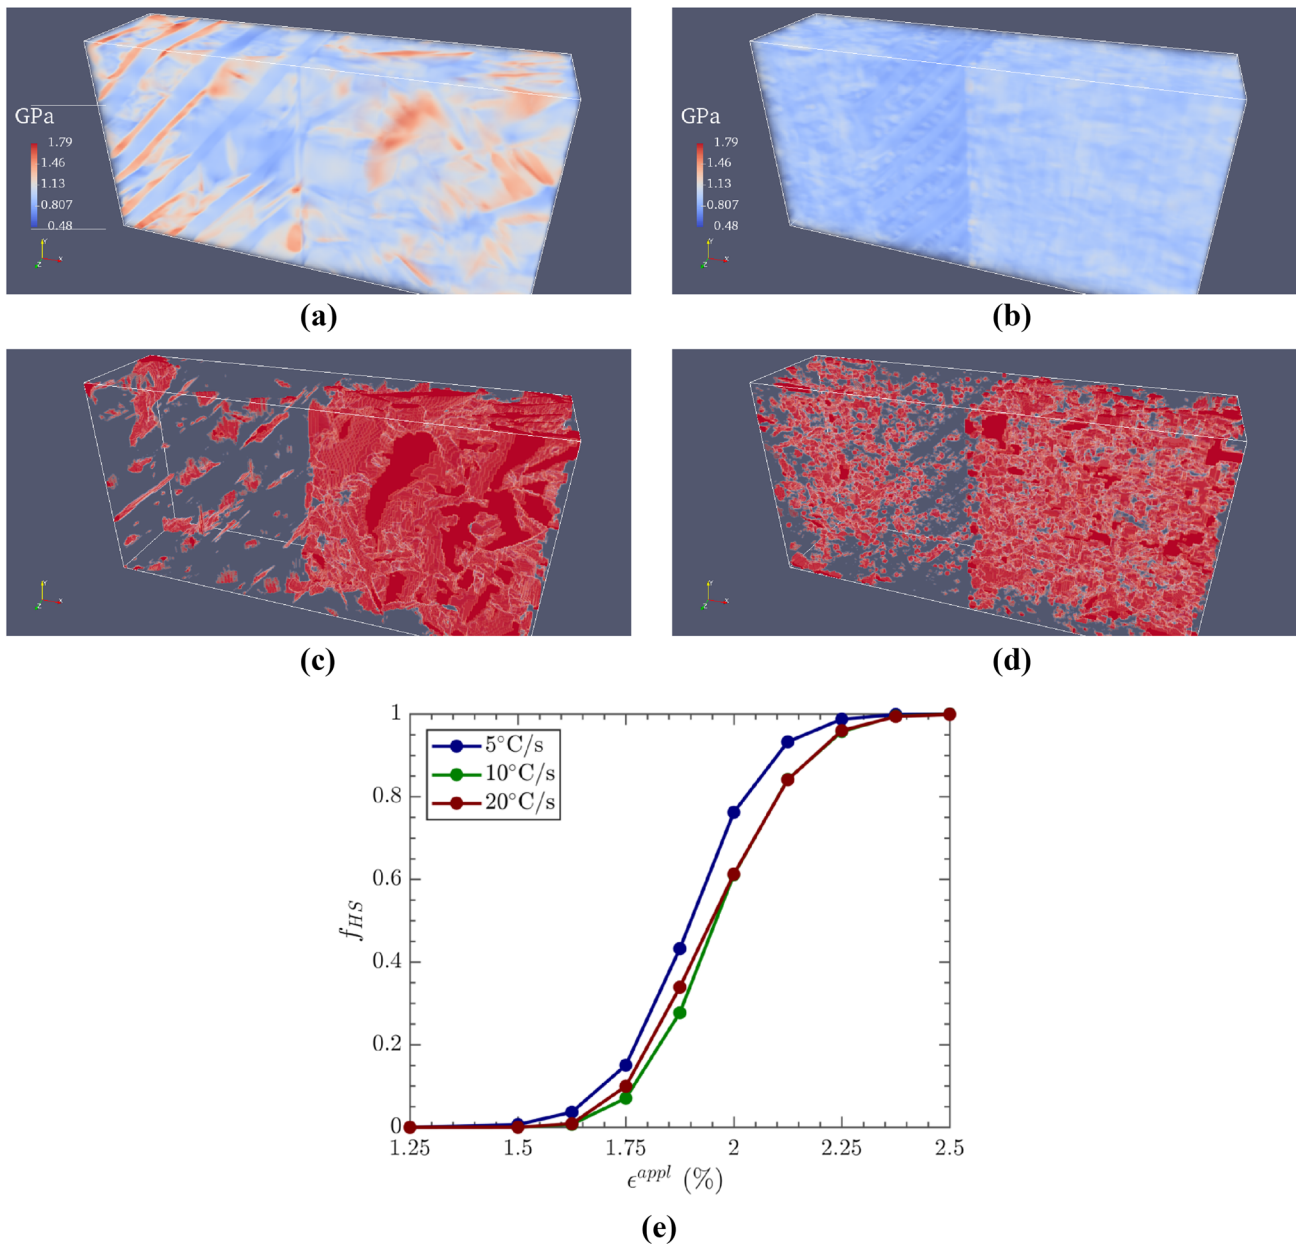 GPa
1.79
1.46
1.13
0.807
0.48
Y
X
Z
(a)
GPa
1.79
1.46
1.13
0.807
0.48
Y
X
Z
(b)
Y
X
Z
(c)
Y
X
Z
(d)
1
0.8
0.6
0.4
0.2
0
f_{HS}
5°C/s
10°C/s
20°C/s
1.25 1.5 1.75 2 2.25 2.5
ϵ^{appl} (%)
(e)